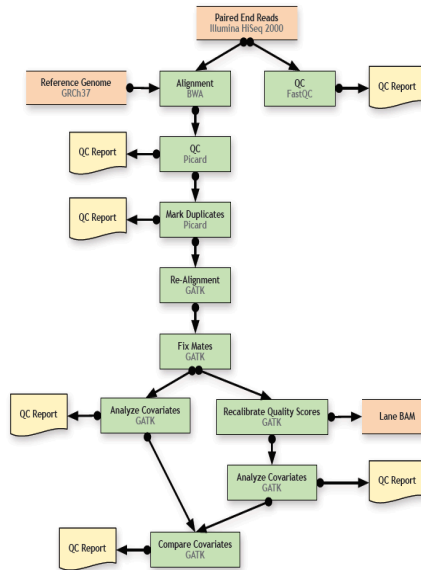 Paired End Reads
Illumina HiSeq 2000
Reference Genome
GRCh37
Alignment
BWA
QC
FastQC
QC Report
QC Report
QC
Picard
QC Report
Mark Duplicates
Picard
Re-Alignment
GATK
Fix Mates
GATK
QC Report
Analyze Covariates
GATK
Recalibrate Quality Scores
GATK
Lane BAM
Analyze Covariates
GATK
QC Report
QC Report
Compare Covariates
GATK